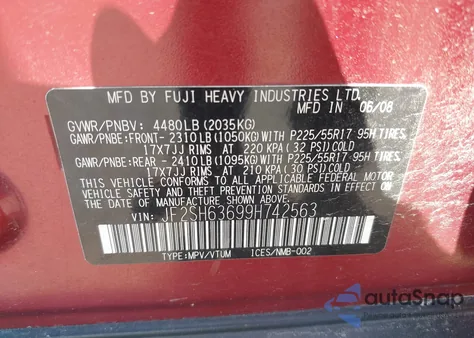 MFD BY FUJI HEAVY INDUSTRIES LTD.
IN JAPAN 06/08
GVWR/PNBV: 4480LB (2035KG)
GAWR/PNBE:FRONT-2310LB(1050KG)WITH P225/55R17 95H TIRES.
17X7JJ RIMS, AT 220 KPA ( 32 PSI)COLD
GAWR/PNBE:REAR -2410LB(1095KG)WITH P225/55R17 95H TIRES.
17X7JJ RIMS, AT 210 KPA ( 30 PSI)COLD
THIS VEHICLE CONFORMS TO ALL APPLICABLE FEDERAL MOTOR
VEHICLE SAFETY AND THEFT PREVENTION STANDARDS IN EFFECT ON THE
DATE OF MANUFACTURE SHOWN ABOVE.
VIN: JF2SH63699H742563
TYPE:MPV/VTUM ICES/NMB-002
autoSnap